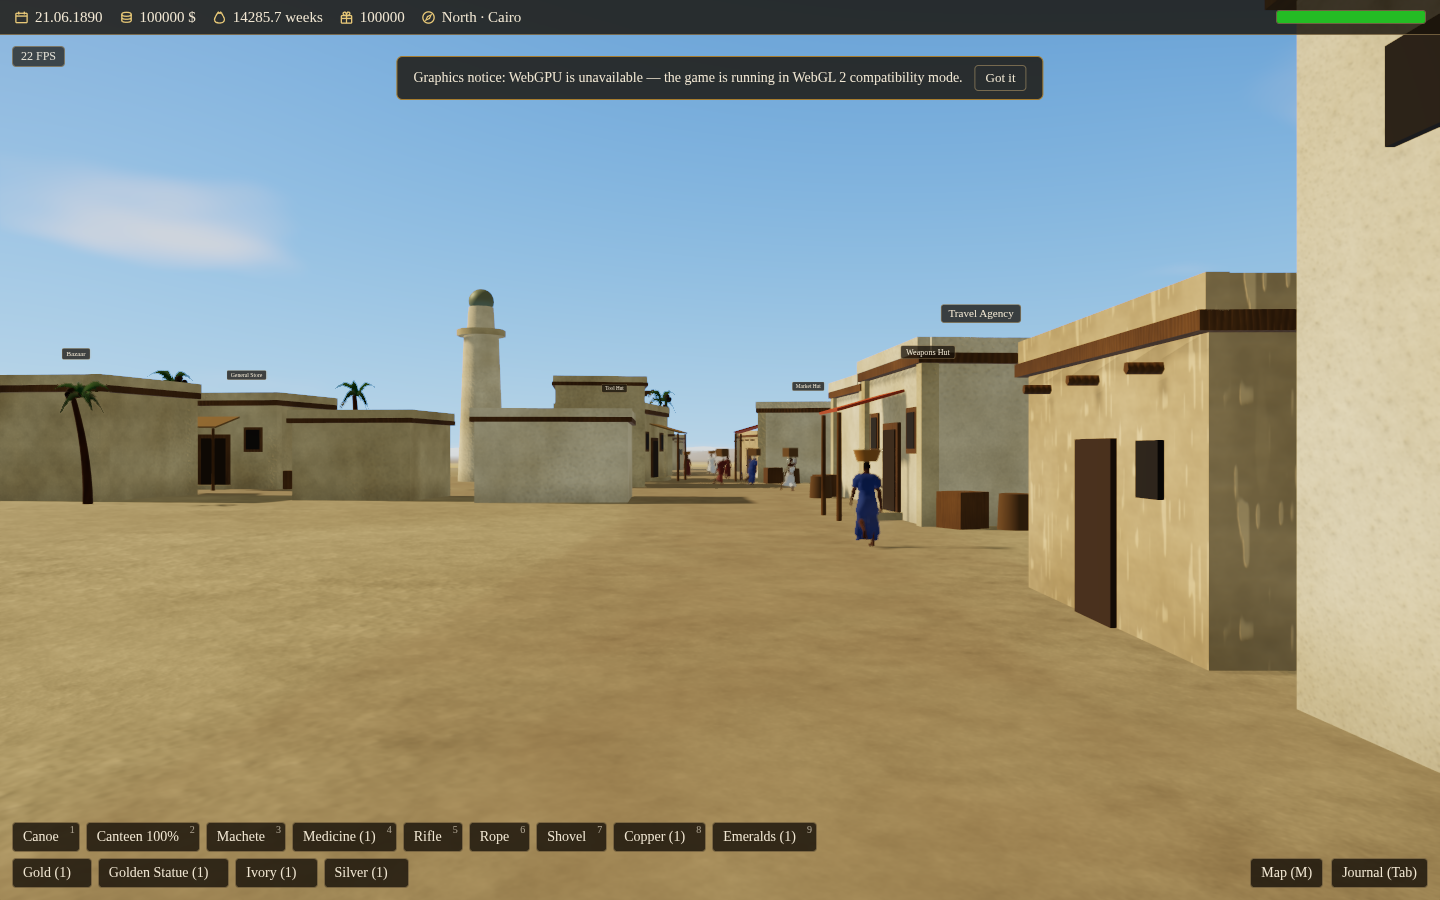 21.06.1890 100000 $ 14285.7 weeks 100000 North · Cairo
22 FPS
Graphics notice: WebGPU is unavailable — the game is running in WebGL 2 compatibility mode. Got it
Travel Agency
Weapons Hut
Bazaar
General Store
Tool Hut
Market Hut
Canoe 1 Canteen 100% 2 Machete 3 Medicine (1) 4 Rifle 5 Rope 6 Shovel 7 Copper (1) 8 Emeralds (1) 9
Gold (1) Golden Statue (1) Ivory (1) Silver (1) Map (M) Journal (Tab)